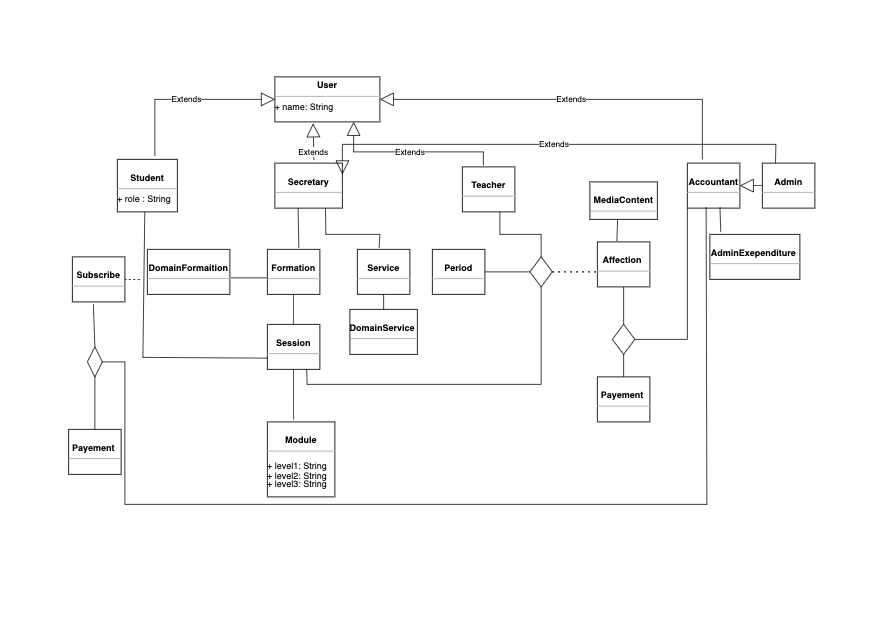 User
+ name: String
Extends
Extends
Extends
Extends
Extends
Student
+ role : String
Secretary
Teacher
MediaContent
Accountant
Admin
Subscribe
DomainFormaition
Formation
Service
Period
Affection
AdminExependiture
DomainService
Session
Payement
Payement
Module
+ level1: String
+ level2: String
+ level3: String